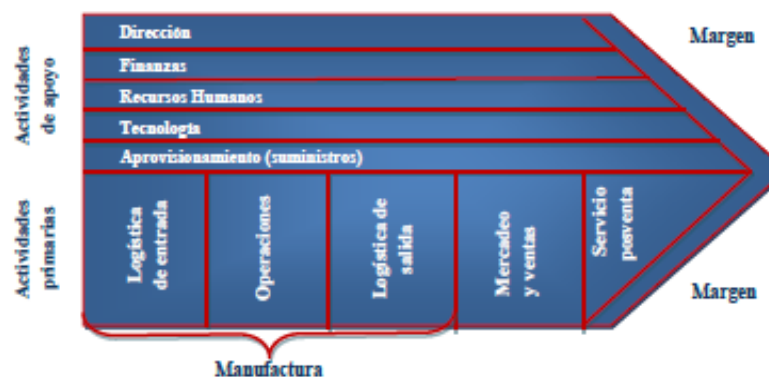 Actividades
de apoyo
Dirección
Finanzas
Recursos Humanos
Tecnología
Aprovisionamiento (suministros)
Margen
Actividades
primarias
Logística
de entrada
Operaciones
Logística de
salida
Mercadeo
y ventas
Servicio
posventa
Margen
Manufactura